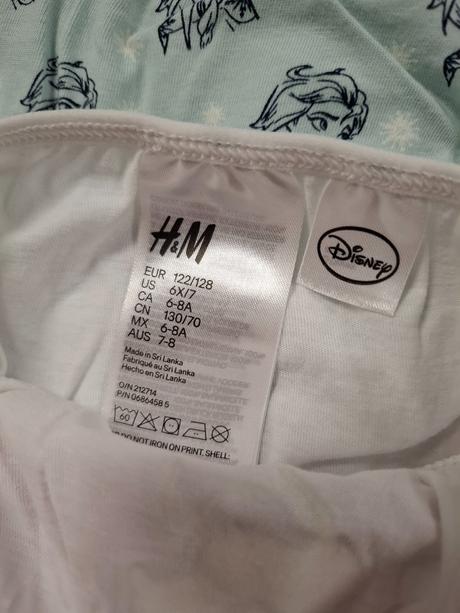 H&M
Disney
EUR 122/128
US 6X/7
CA 6-8A
CN 130/70
MX 6-8A
AUS 7-8
Made in Sri Lanka
Fabriqué au Sri Lanka
Hecho en Sri Lanka
O/N 212714
P/N 0686458 5
60
DO NOT IRON ON PRINT. SHELL: